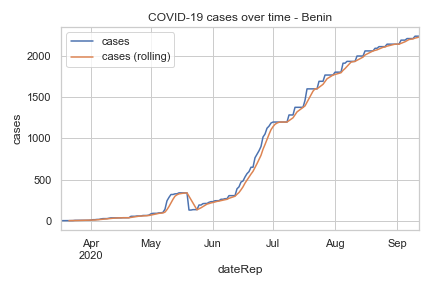 COVID-19 cases over time - Benin
cases
cases (rolling)
2000
1500
1000
500
0
cases
Apr
2020
May
Jun
Jul
Aug
Sep
dateRep